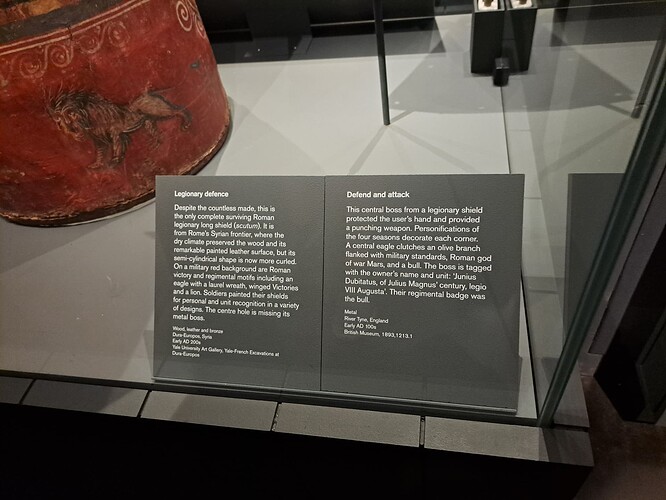 Legionary defence
Despite the countless made, this is
the only complete surviving Roman
legionary long shield (scutum). It is
from Rome's Syrian frontier, where the
dry climate preserved the wood and its
remarkable painted leather surface, but its
semi-cylindrical shape is now more curled.
On a military red background are Roman
victory and regimental motifs including an
eagle with a laurel wreath, winged Victories
and a lion. Soldiers painted their shields
for personal and unit recognition in a variety
of designs. The centre hole is missing its
metal boss.
Wood, leather and bronze
Dura-Europos, Syria
Early AD 200s
Yale University Art Gallery, Yale-French Excavations at
Dura-Europos
Defend and attack
This central boss from a legionary shield
protected the user's hand and provided
a punching weapon. Personifications of
the four seasons decorate each corner.
A central eagle clutches an olive branch
flanked with military standards, Roman god
of war Mars, and a bull. The boss is tagged
with the owner's name and unit: 'Junius
Dubitatus, of Julius Magnus' century, legio
VIII Augusta'. Their regimental badge was
the bull.
Metal
River Tyne, England
Early AD 100s
British Museum, 1893,1213.1